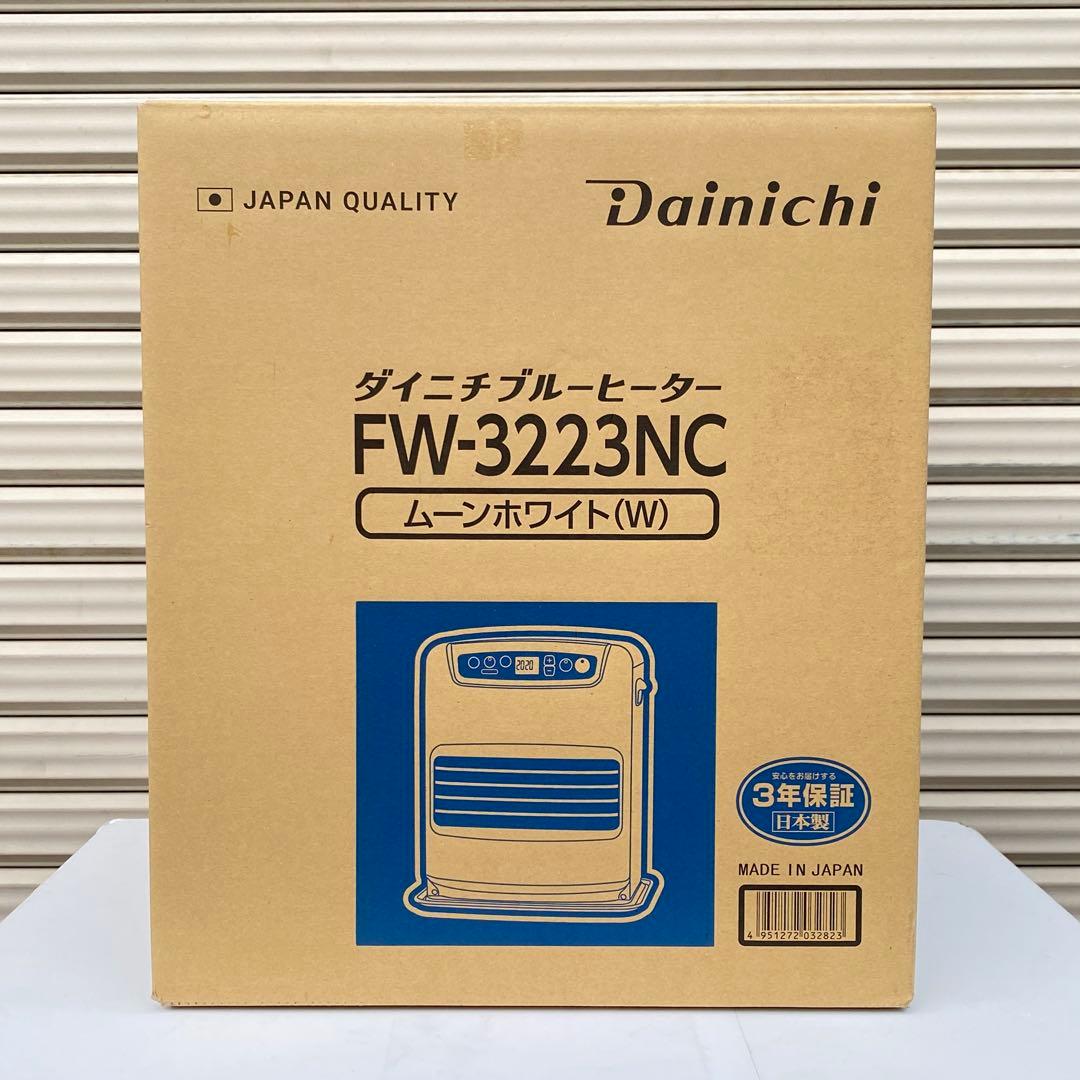 JAPAN QUALITY
Dainichi
ダイニチブルーヒーター
FW-3223NC
ムーンホワイト(W)
2020
安心をお届けする
3年保証
日本製
MADE IN JAPAN
4 951272 032823